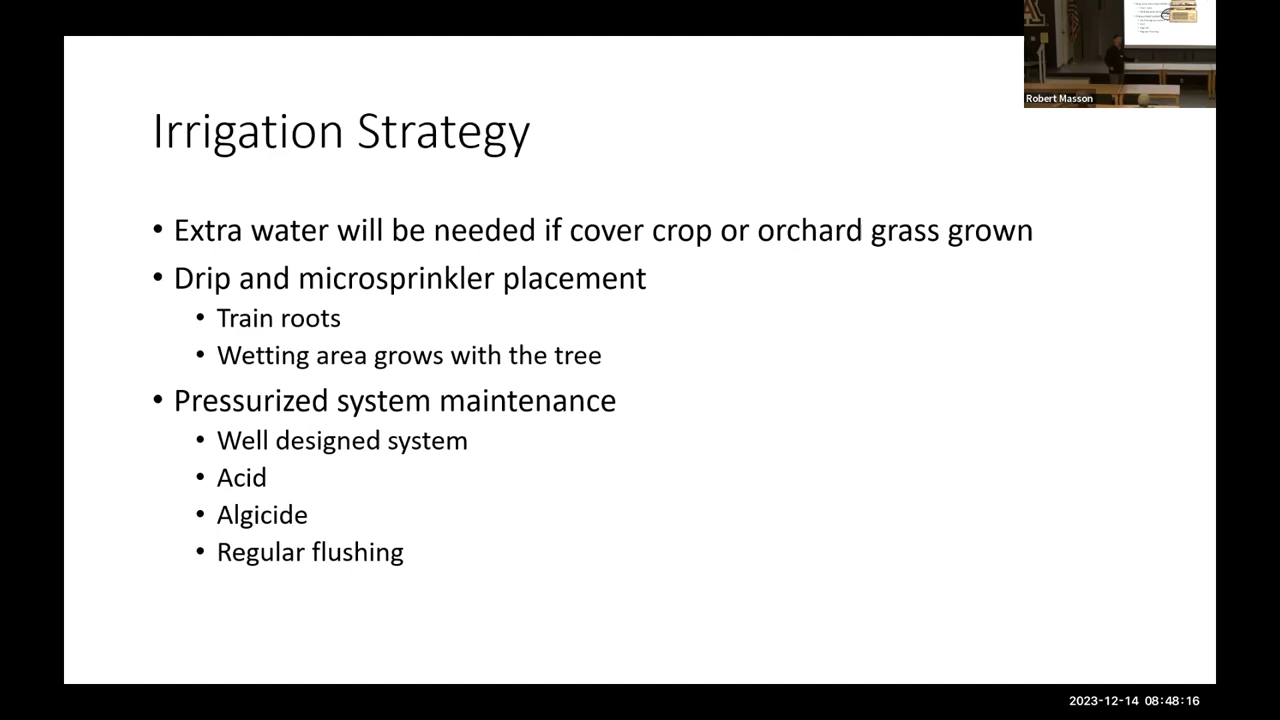 Robert Masson
Irrigation Strategy
• Extra water will be needed if cover crop or orchard grass grown
• Drip and microsprinkler placement
• Train roots
• Wetting area grows with the tree
• Pressurized system maintenance
• Well designed system
• Acid
• Algicide
• Regular flushing
2023-12-14 08:48:16